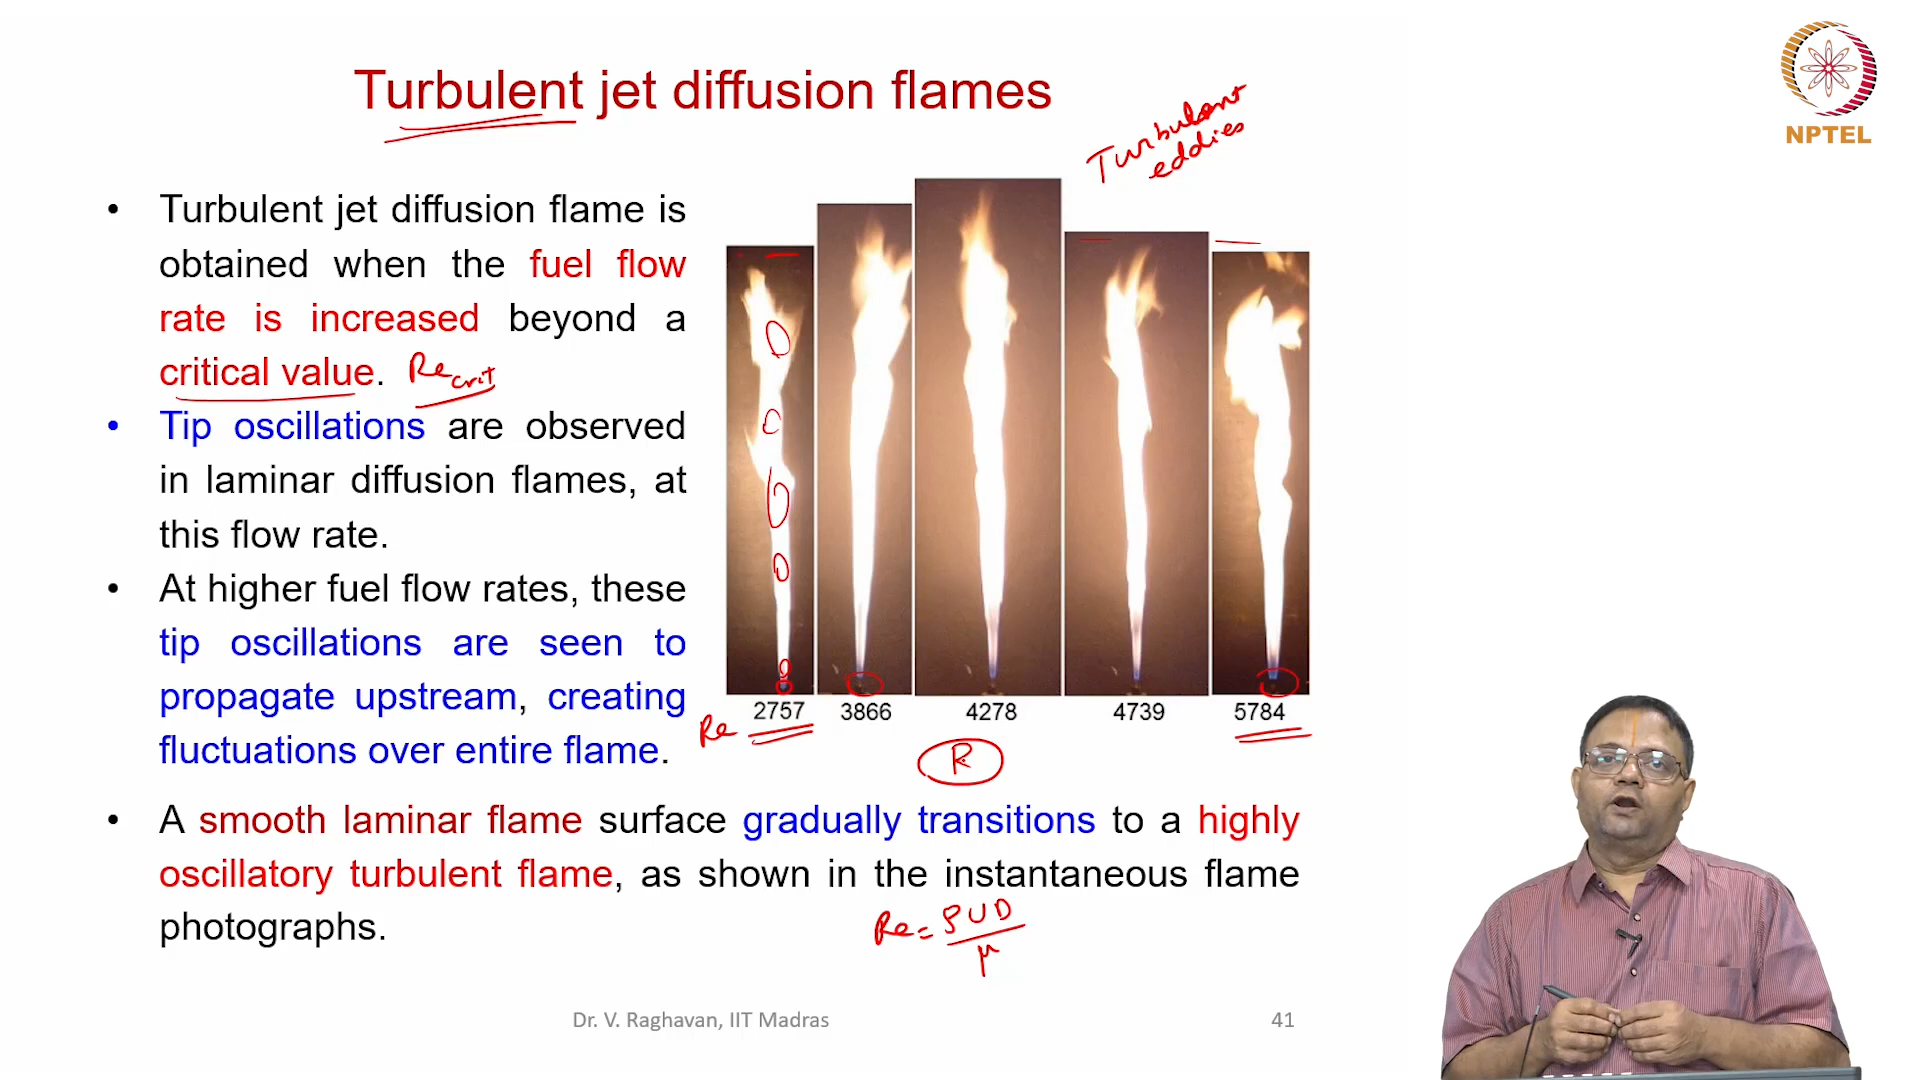 Turbulent jet diffusion flames
NPTEL
Turbulent
eddies
• Turbulent jet diffusion flame is
obtained when the fuel flow
rate is increased beyond a
critical value. Re crit
• Tip oscillations are observed
in laminar diffusion flames, at
this flow rate.
• At higher fuel flow rates, these
tip oscillations are seen to
propagate upstream, creating
fluctuations over entire flame.
Re 2757 3866 4278 4739 5784
R
• A smooth laminar flame surface gradually transitions to a highly
oscillatory turbulent flame, as shown in the instantaneous flame
photographs.
Re = ρUD
μ
Dr. V. Raghavan, IIT Madras
41